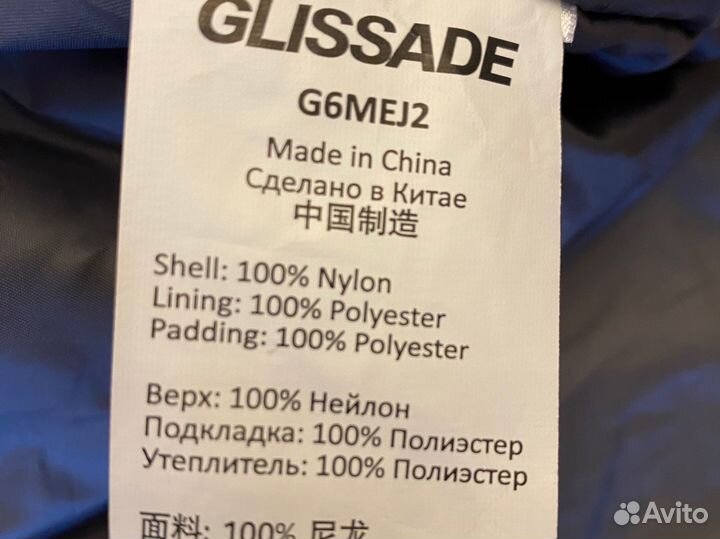 GLISSADE
G6MEJ2
Made in China
Сделано в Китае
中国制造
Shell: 100% Nylon
Lining: 100% Polyester
Padding: 100% Polyester
Верх: 100% Нейлон
Подкладка: 100% Полиэстер
Утеплитель: 100% Полиэстер
面料: 100% 尼龙
Avito